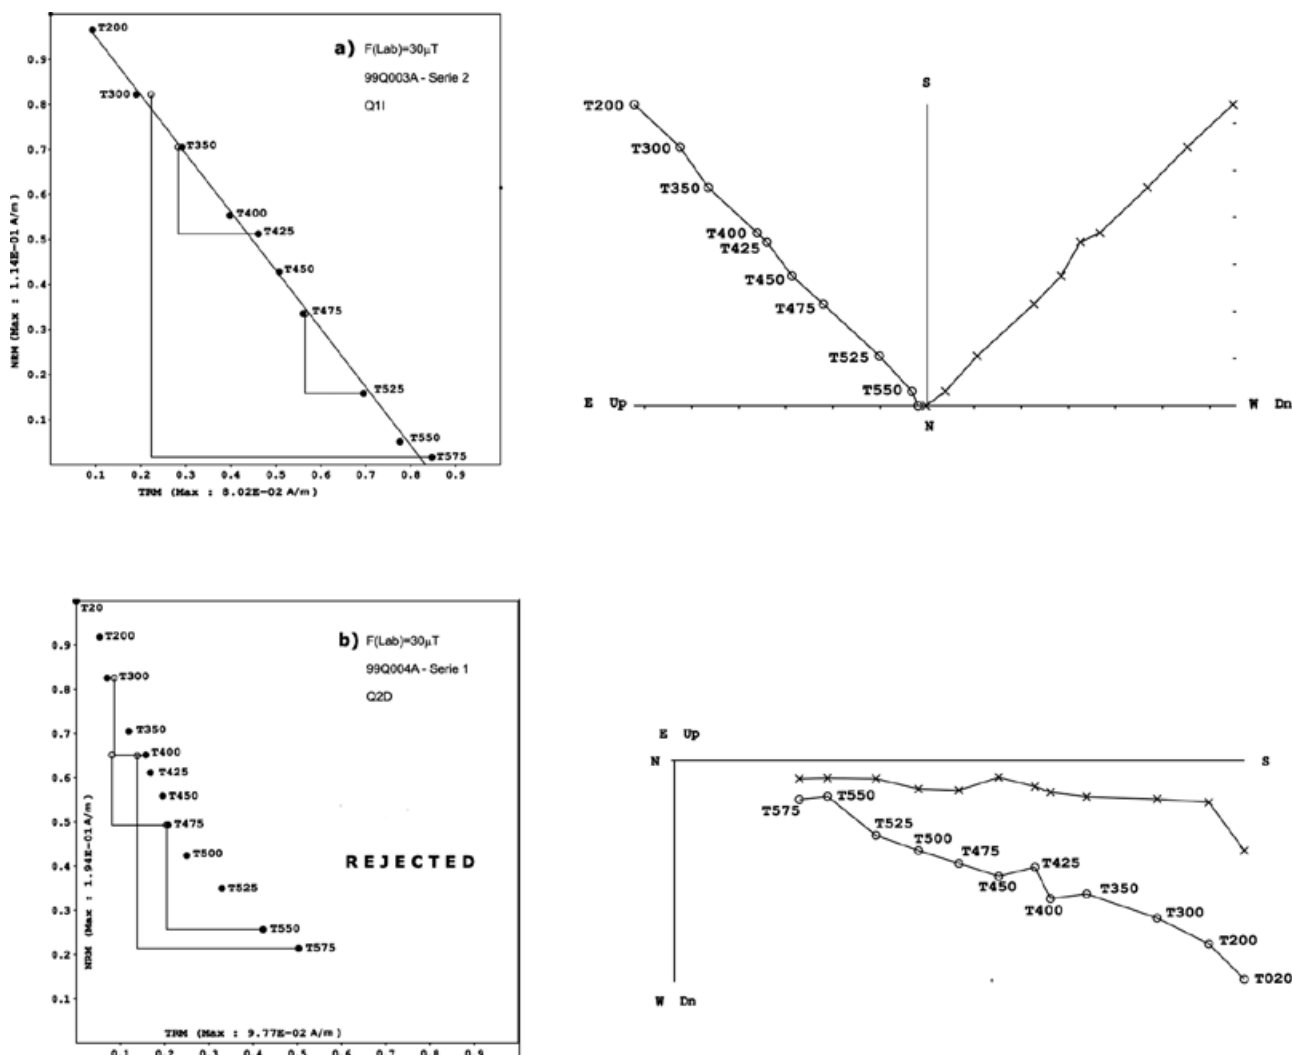 a) F(Lab)=30µT
99Q003A - Serie 2
Q1I
T200
T300
T350
T400
T425
T450
T475
T525
T550
T575
0.9
0.8
0.7
0.6
0.5
0.4
0.3
0.2
0.1
NRM (Max : 1.14E-01 A/m)
0.1 0.2 0.3 0.4 0.5 0.6 0.7 0.8 0.9
TRM (Max : 8.02E-02 A/m)
S
T200
T300
T350
T400
T425
T450
T475
T525
T550
E Up
W Dn
N
b) F(Lab)=30µT
99Q004A - Serie 1
Q2D
T20
T200
T300
T350
T400
T425
T450
T475
T500
T525
T550
T575
REJECTED
0.9
0.8
0.7
0.6
0.5
0.4
0.3
0.2
0.1
NRM (Max : 1.94E-01 A/m)
TRM (Max : 9.77E-02 A/m)
0.1 0.2 0.3 0.4 0.5 0.6 0.7 0.8 0.9
E Up
N
S
T575
T550
T525
T500
T475
T450
T425
T400
T350
T300
T200
T020
W Dn